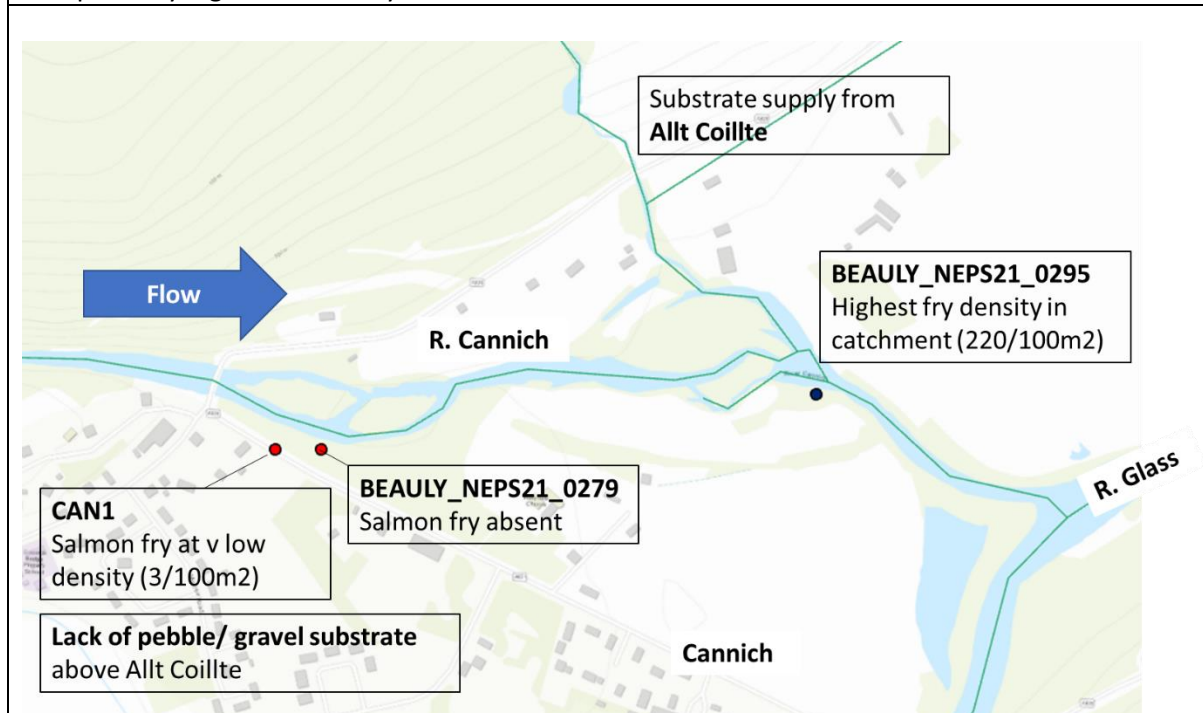 Substrate supply from
Allt Coillte
Flow
BEAULY_NEPS21_0295
Highest fry density in
catchment (220/100m2)
R. Cannich
R. Glass
BEAULY_NEPS21_0279
Salmon fry absent
CAN1
Salmon fry at v low
density (3/100m2)
Lack of pebble/ gravel substrate
above Allt Coillte
Cannich